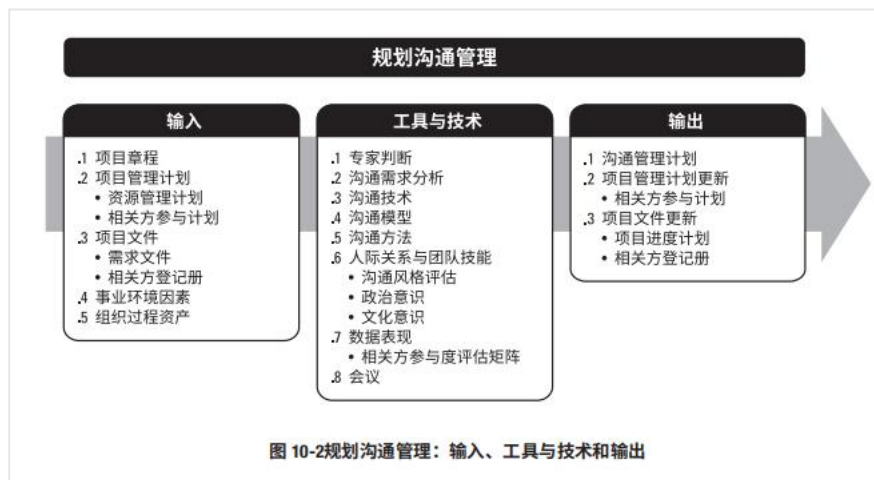 规划沟通管理
输入
.1 项目章程
.2 项目管理计划
• 资源管理计划
• 相关方参与计划
.3 项目文件
• 需求文件
• 相关方登记册
.4 事业环境因素
.5 组织过程资产
工具与技术
.1 专家判断
.2 沟通需求分析
.3 沟通技术
.4 沟通模型
.5 沟通方法
.6 人际关系与团队技能
• 沟通风格评估
• 政治意识
• 文化意识
.7 数据表现
• 相关方参与度评估矩阵
.8 会议
输出
.1 沟通管理计划
.2 项目管理计划更新
• 相关方参与计划
.3 项目文件更新
• 项目进度计划
• 相关方登记册
图 10-2规划沟通管理：输入、工具与技术和输出